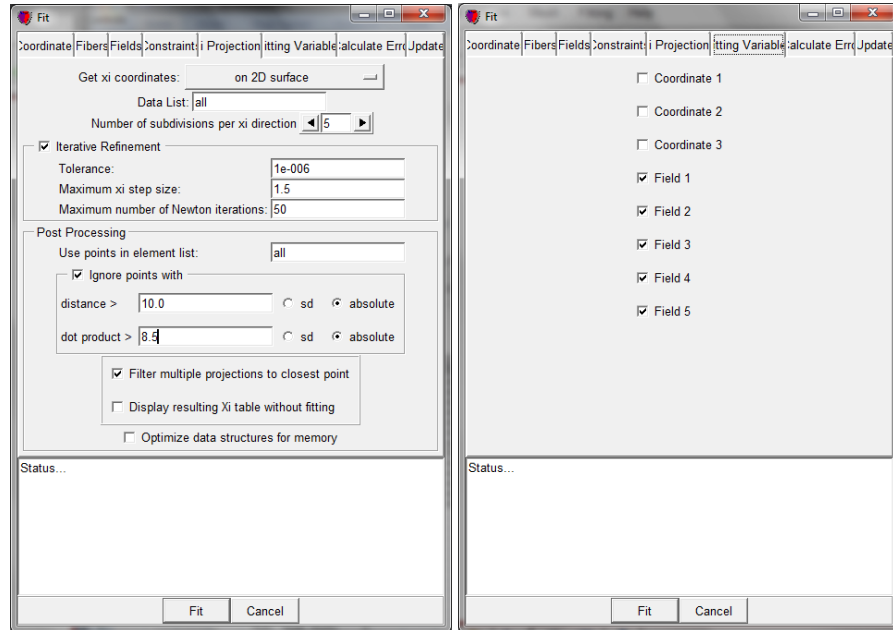 Fit
Coordinate Fibers Fields Constraint: i Projection itting Variable Calculate Erro Update
Get xi coordinates: on 2D surface
Data List: all
Number of subdivisions per xi direction 5
Iterative Refinement
Tolerance: 1e-006
Maximum xi step size: 1.5
Maximum number of Newton iterations: 50
Post Processing
Use points in element list: all
Ignore points with
distance > 10.0 sd absolute
dot product > 8.5 sd absolute
Filter multiple projections to closest point
Display resulting Xi table without fitting
Optimize data structures for memory
Status...
Fit Cancel
Fit
Coordinate Fibers Fields Constraint: i Projection itting Variable Calculate Erro Update
Coordinate 1
Coordinate 2
Coordinate 3
Field 1
Field 2
Field 3
Field 4
Field 5
Status...
Fit Cancel